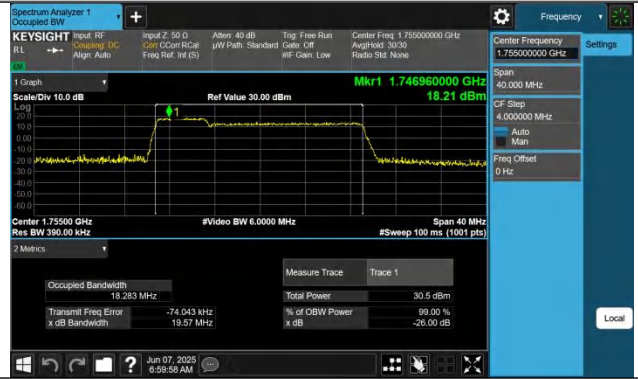 Spectrum Analyzer 1
Occupied BW
Frequency
KEYSIGHT
RL
Input: RF
Coupling: DC
Align: Auto
Input Z: 50 Ω
Corr CCorr RCal
Freq Ref: Int (S)
Atten: 40 dB
µW Path: Standard
Trig: Free Run
Gate: Off
#IF Gain: Low
Center Freq: 1.755000000 GHz
Avg|Hold: 30/30
Radio Std: None
Center Frequency
1.755000000 GHz
Settings
Span
40.000 MHz
CF Step
4.000000 MHz
Auto
Man
Freq Offset
0 Hz
Local
1 Graph
Mkr1 1.746960000 GHz
Scale/Div 10.0 dB
Ref Value 30.00 dBm
18.21 dBm
Log
20.0
10.0
0.00
-10.0
-20.0
-30.0
-40.0
-50.0
-60.0
1
Center 1.75500 GHz
#Video BW 6.0000 MHz
Span 40 MHz
Res BW 390.00 kHz
#Sweep 100 ms (1001 pts)
2 Metrics
Measure Trace
Trace 1
Occupied Bandwidth
18.283 MHz
Total Power
30.5 dBm
Transmit Freq Error
-74.043 kHz
% of OBW Power
99.00 %
x dB Bandwidth
19.57 MHz
x dB
-26.00 dB
Jun 07, 2025
6:59:58 AM